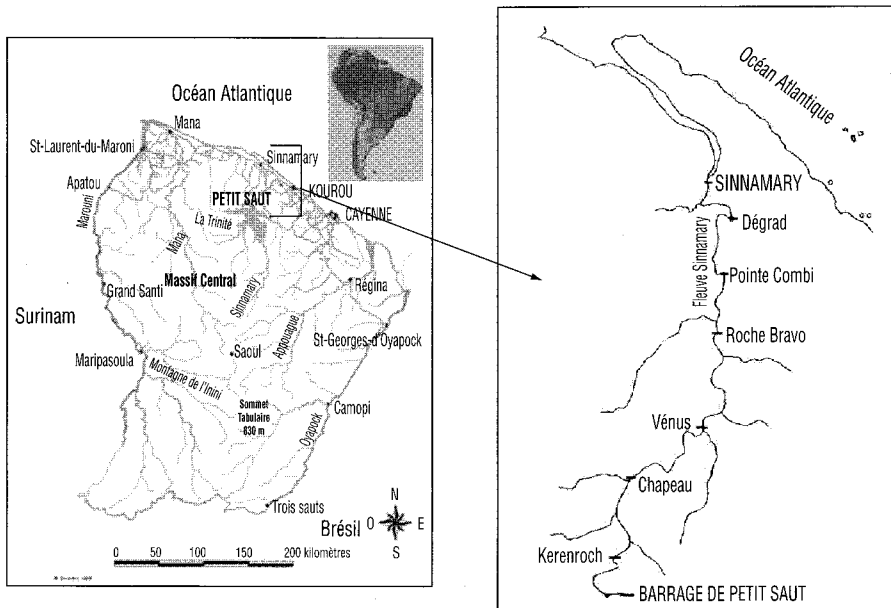 Océan Atlantique
Mana
St-Laurent-du-Maroni
Sinnamary
Apatou
KOUROU
PETIT SAUT
CAYENNE
Marouni
La Trinité
Mana
Massif Central
Grand Santi
Sinnamary
Régina
Surinam
Appouague
St-Georges-d'Oyapock
Saoul
Maripasoula
Montagne de l'Inini
Sommet
Tabulaire
830 m
Camopi
Oyapock
Trois sauts
Brésil
N
O
E
S
0 50 100 150 200 kilomètres
Océan
Atlantique
SINNAMARY
Dégrad
Fleuve Sinnamary
Pointe Combi
Roche Bravo
Vénus
Chapeau
Kerenroch
BARRAGE DE PETIT SAUT